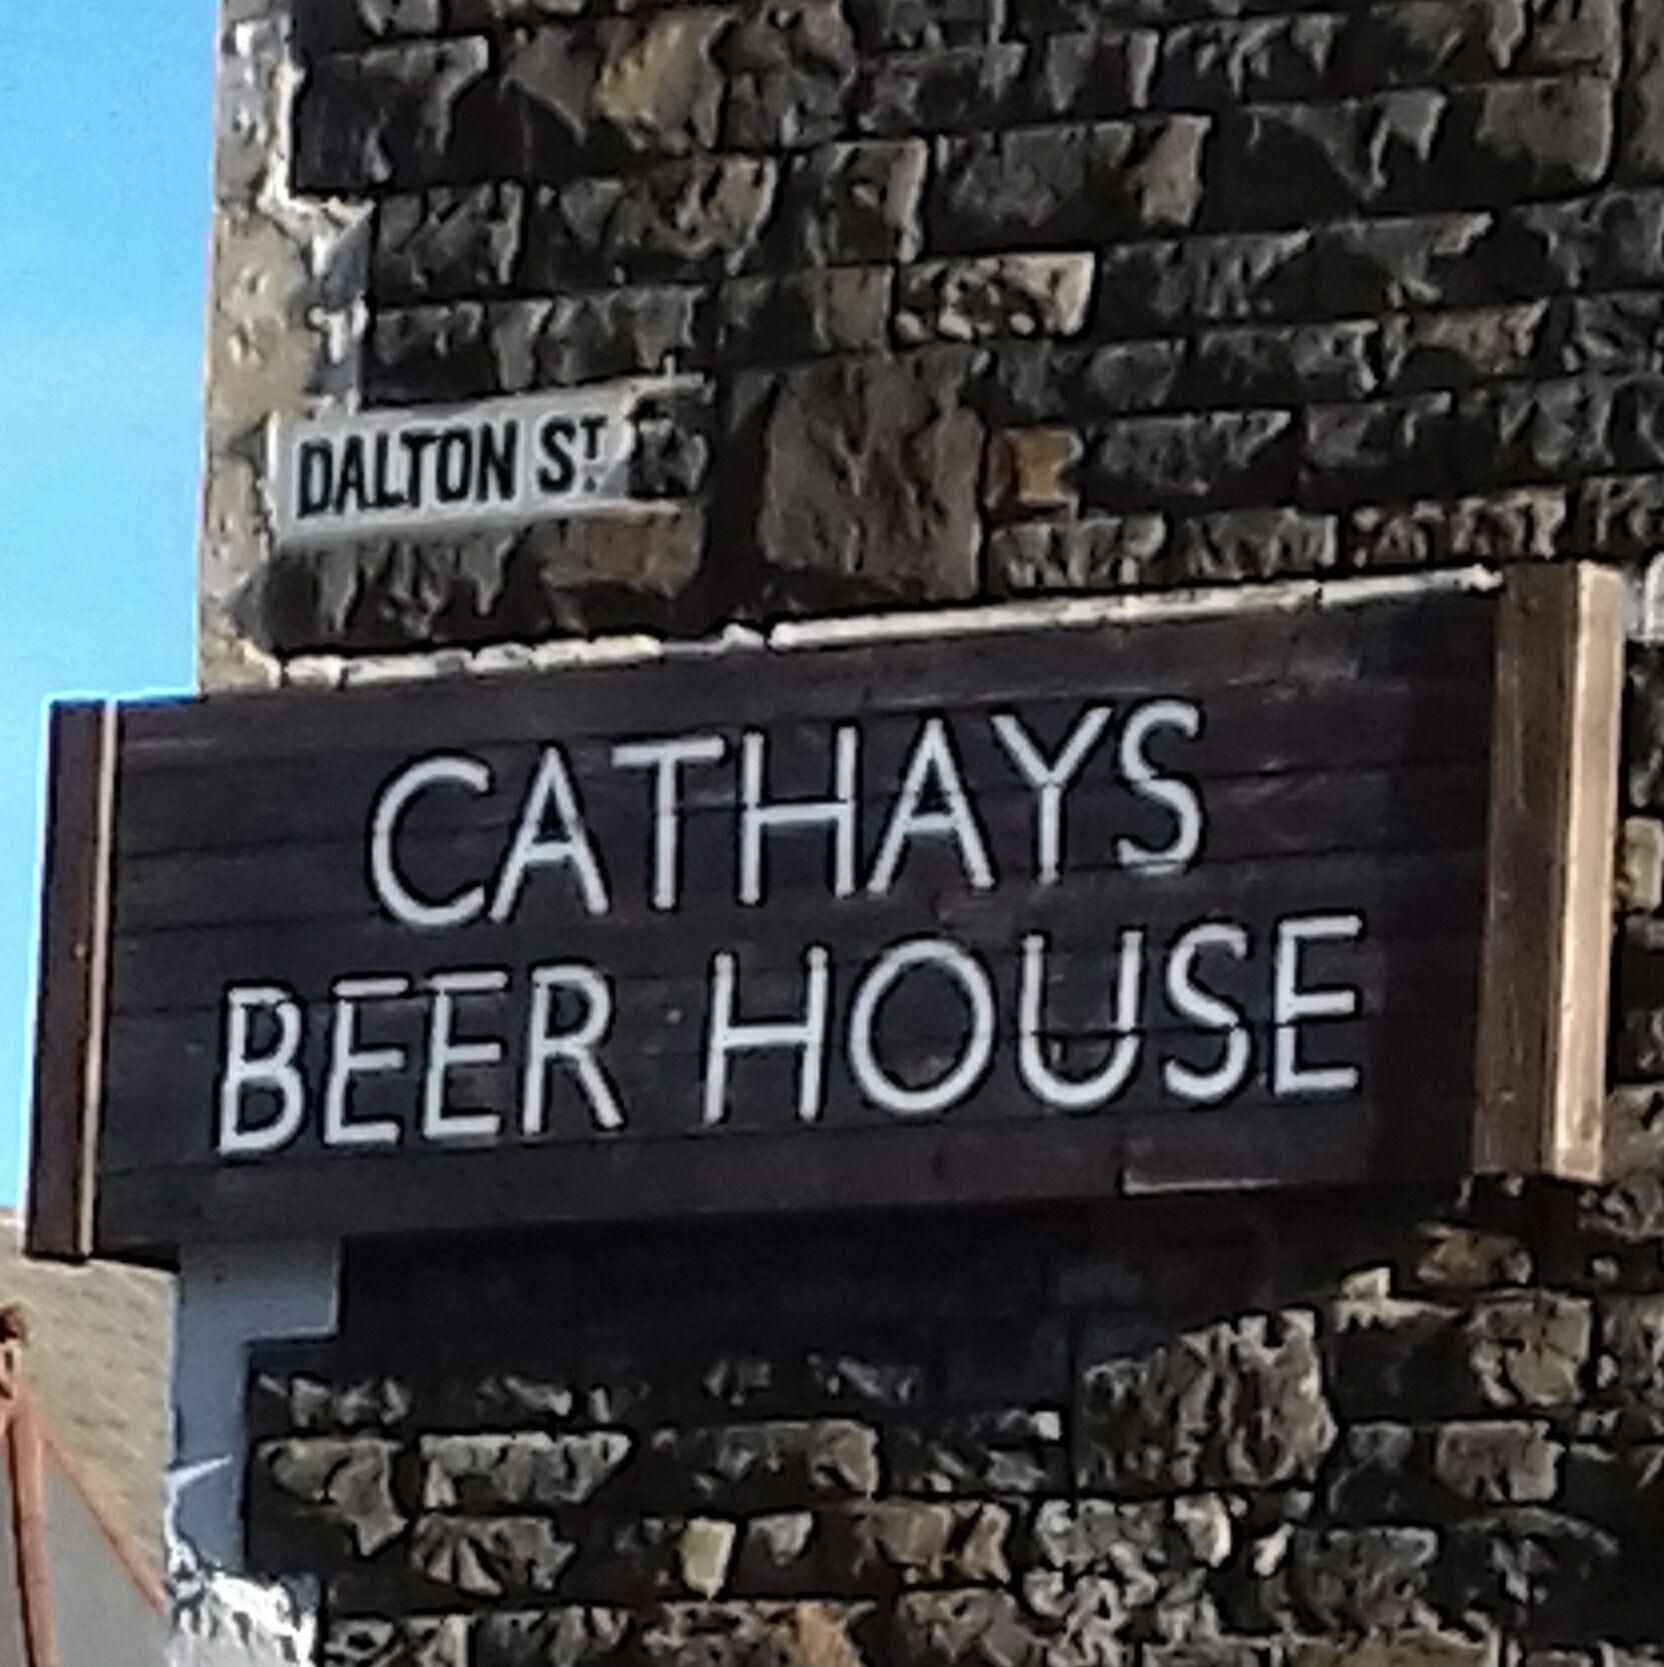 DALTON ST.
CATHAYS
BEER HOUSE